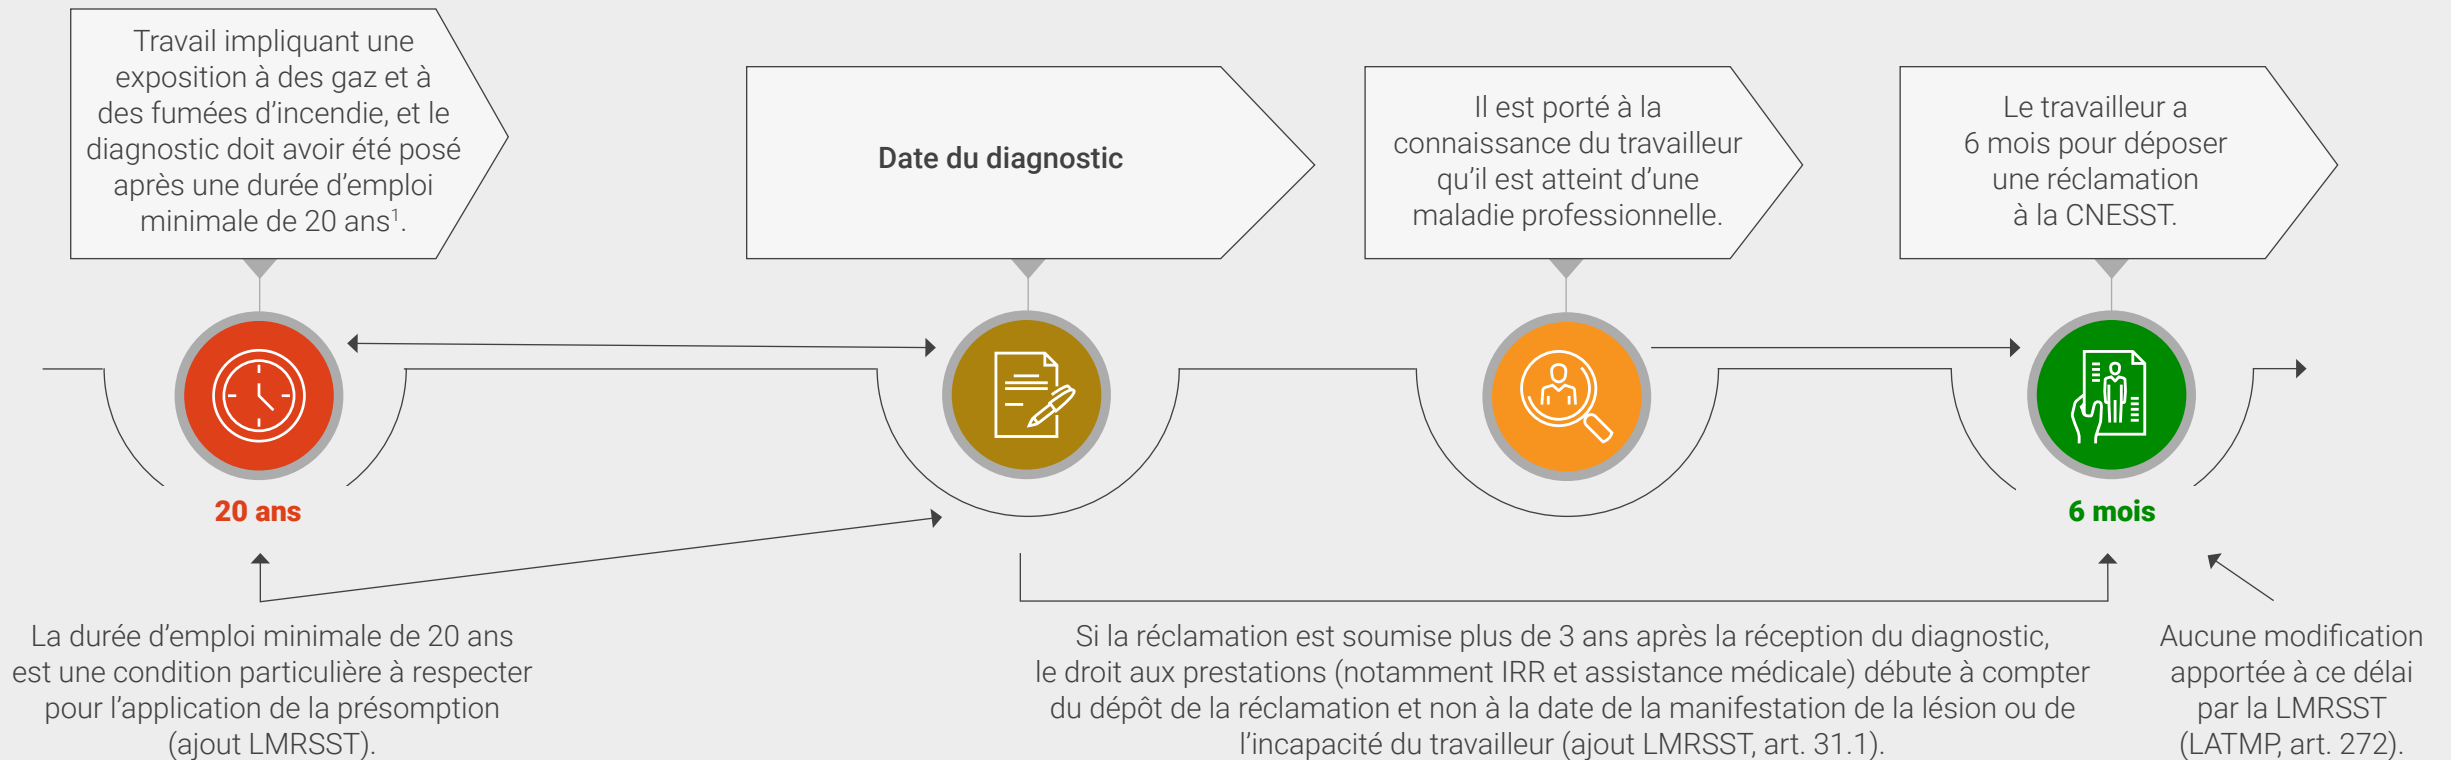 Travail impliquant une
exposition à des gaz et à
des fumées d’incendie, et le
diagnostic doit avoir été posé
après une durée d’emploi
minimale de 20 ans¹.
Date du diagnostic
Il est porté à la
connaissance du travailleur
qu’il est atteint d’une
maladie professionnelle.
Le travailleur a
6 mois pour déposer
une réclamation
à la CNESST.
20 ans
6 mois
La durée d’emploi minimale de 20 ans
est une condition particulière à respecter
pour l’application de la présomption
(ajout LMRSST).
Si la réclamation est soumise plus de 3 ans après la réception du diagnostic,
le droit aux prestations (notamment IRR et assistance médicale) débute à compter
du dépôt de la réclamation et non à la date de la manifestation de la lésion ou de
l’incapacité du travailleur (ajout LMRSST, art. 31.1).
Aucune modification
apportée à ce délai
par la LMRSST
(LATMP, art. 272).